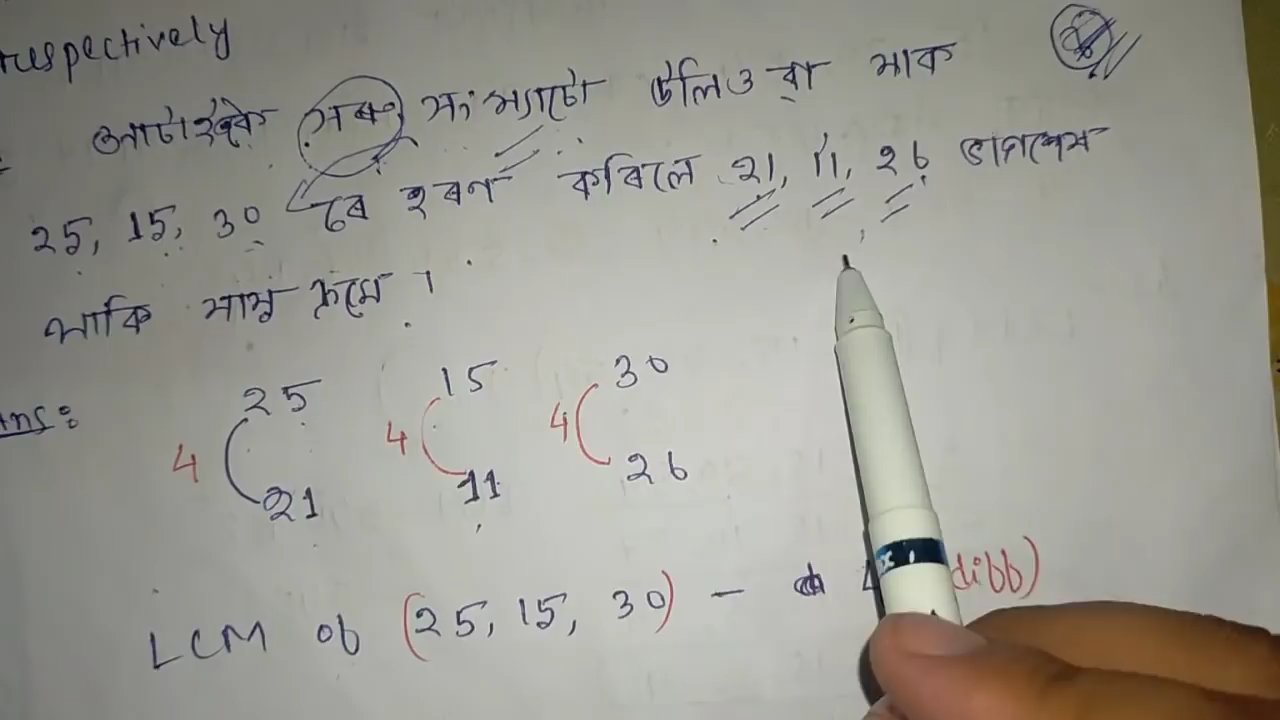 respectively
আটাইতকৈ সৰু সংখ্যাটো উলিওৱা যাক
25, 15, 30 ৰে হৰণ কৰিলে 21, 11, 26 ভাগশেষ
থাকি যায় ক্ৰমে ।
Ans:
25 15 30
4 4 4
21 11 26
LCM of (25, 15, 30) –